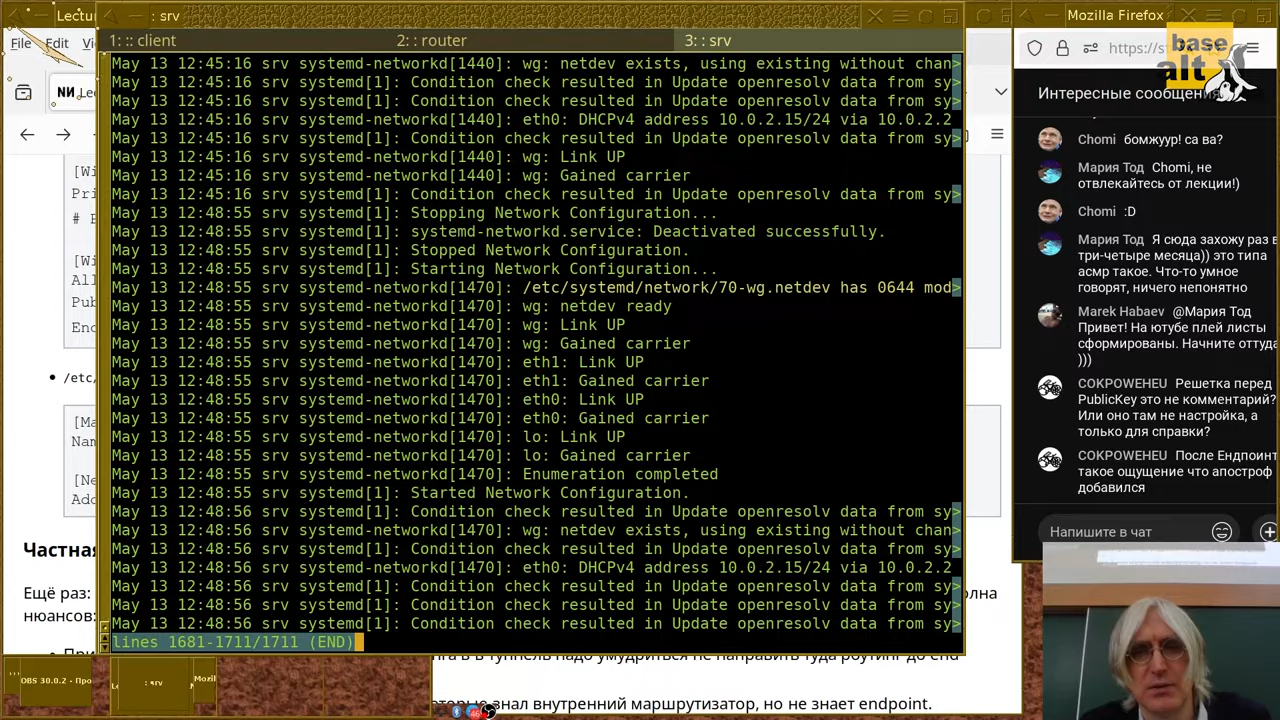 Lectu
: srv
Mozilla Firefox
File
Edit
1: :: client
2: : router
3: : srv
https://s
base
alt
May 13 12:45:16 srv systemd-networkd[1440]: wg: netdev exists, using existing without chan>
May 13 12:45:16 srv systemd[1]: Condition check resulted in Update openresolv data from sy>
May 13 12:45:16 srv systemd[1]: Condition check resulted in Update openresolv data from sy>
May 13 12:45:16 srv systemd-networkd[1440]: eth0: DHCPv4 address 10.0.2.15/24 via 10.0.2.2
May 13 12:45:16 srv systemd[1]: Condition check resulted in Update openresolv data from sy>
May 13 12:45:16 srv systemd-networkd[1440]: wg: Link UP
May 13 12:45:16 srv systemd-networkd[1440]: wg: Gained carrier
May 13 12:45:16 srv systemd[1]: Condition check resulted in Update openresolv data from sy>
May 13 12:48:55 srv systemd[1]: Stopping Network Configuration...
May 13 12:48:55 srv systemd[1]: systemd-networkd.service: Deactivated successfully.
May 13 12:48:55 srv systemd[1]: Stopped Network Configuration.
May 13 12:48:55 srv systemd[1]: Starting Network Configuration...
May 13 12:48:55 srv systemd-networkd[1470]: /etc/systemd/network/70-wg.netdev has 0644 mod>
May 13 12:48:55 srv systemd-networkd[1470]: wg: netdev ready
May 13 12:48:55 srv systemd-networkd[1470]: wg: Link UP
May 13 12:48:55 srv systemd-networkd[1470]: wg: Gained carrier
May 13 12:48:55 srv systemd-networkd[1470]: eth1: Link UP
May 13 12:48:55 srv systemd-networkd[1470]: eth1: Gained carrier
May 13 12:48:55 srv systemd-networkd[1470]: eth0: Link UP
May 13 12:48:55 srv systemd-networkd[1470]: eth0: Gained carrier
May 13 12:48:55 srv systemd-networkd[1470]: lo: Link UP
May 13 12:48:55 srv systemd-networkd[1470]: lo: Gained carrier
May 13 12:48:55 srv systemd-networkd[1470]: Enumeration completed
May 13 12:48:55 srv systemd[1]: Started Network Configuration.
May 13 12:48:56 srv systemd[1]: Condition check resulted in Update openresolv data from sy>
May 13 12:48:56 srv systemd-networkd[1470]: wg: netdev exists, using existing without chan>
May 13 12:48:56 srv systemd[1]: Condition check resulted in Update openresolv data from sy>
May 13 12:48:56 srv systemd-networkd[1470]: eth0: DHCPv4 address 10.0.2.15/24 via 10.0.2.2
May 13 12:48:56 srv systemd[1]: Condition check resulted in Update openresolv data from sy>
May 13 12:48:56 srv systemd[1]: Condition check resulted in Update openresolv data from sy>
May 13 12:48:56 srv systemd[1]: Condition check resulted in Update openresolv data from sy>
lines 1681-1711/1711 (END)
[Wi
Pri
[Wi
All
Pub
End
/etc/
[Ma
Nam
[Ne
Частна
Ещё раз:
олна
нюансов:
знал внутренний маршрутизатор, но не знает endpoint.
OBS 30.0.2 - Про
: srv
Mozil
Интересные сообщения
Chomi бомжуур! са ва?
Мария Тод Chomi, не
отвлекайтесь от лекции!)
Chomi :D
Мария Тод Я сюда захожу раз в
три-четыре месяца)) это типа
асмр такое. Что-то умное
говорят, ничего непонятно
Marek Habaev @Мария Тод
Привет! На ютубе плей листы
сформированы. Начните оттуда
)))
COKPOWEHEU Решетка перед
PublicKey это не комментарий?
Или оно там не настройка, а
только для справки?
COKPOWEHEU После Ендпоинт
такое ощущение что апостроф
добавился
Напишите в чат